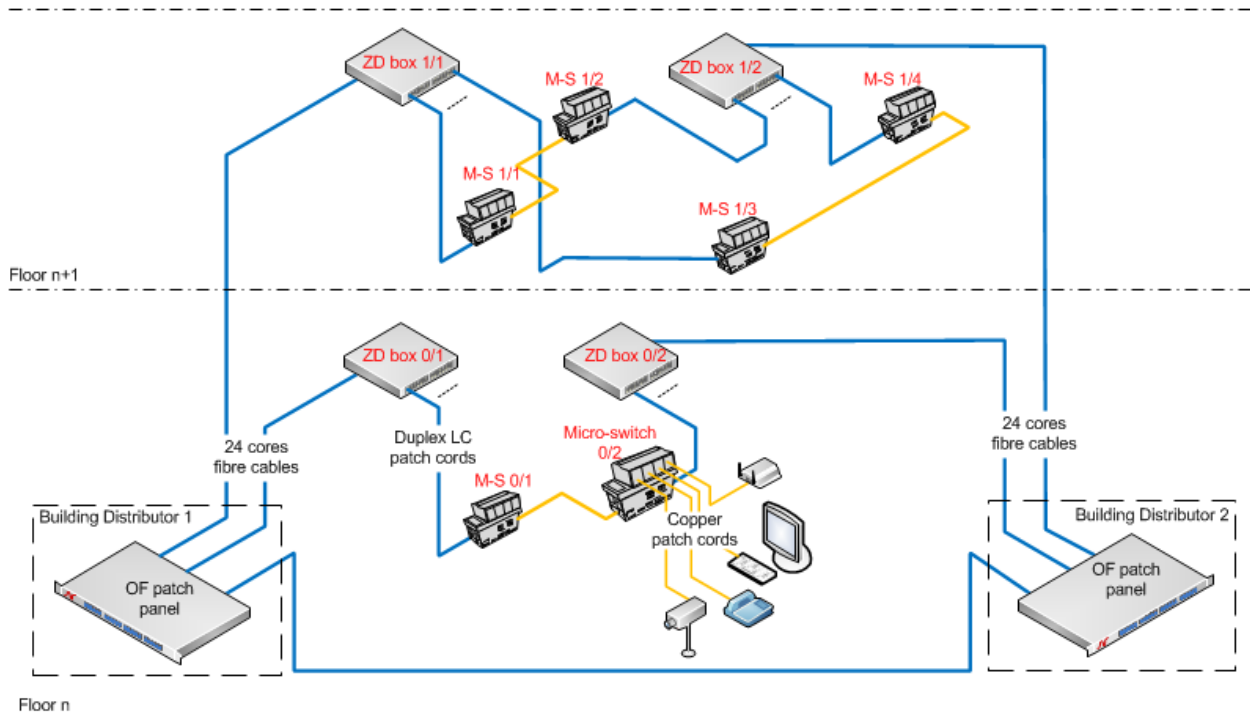 ZD box 1/1
ZD box 1/2
M-S 1/2
M-S 1/4
M-S 1/1
M-S 1/3
Floor n+1
ZD box 0/1
ZD box 0/2
24 cores
fibre cables
Duplex LC
patch cords
Micro-switch
0/2
24 cores
fibre cables
M-S 0/1
Copper
patch cords
Building Distributor 1
Building Distributor 2
OF patch
panel
OF patch
panel
Floor n